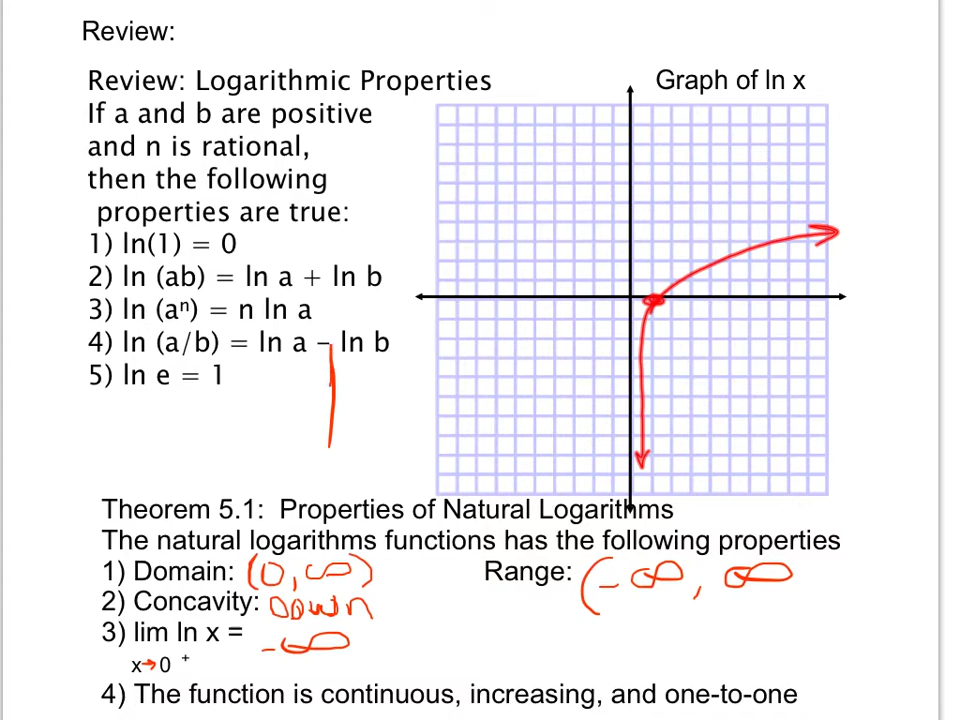 Review:
Review: Logarithmic Properties
Graph of ln x
If a and b are positive
and n is rational,
then the following
properties are true:
1) ln(1) = 0
2) ln (ab) = ln a + ln b
3) ln (aⁿ) = n ln a
4) ln (a/b) = ln a – ln b
5) ln e = 1
Theorem 5.1: Properties of Natural Logarithms
The natural logarithms functions has the following properties
1) Domain: (0, ∞) Range: (-∞, ∞
2) Concavity: Down
3) lim ln x = -∞
x→0 +
4) The function is continuous, increasing, and one-to-one